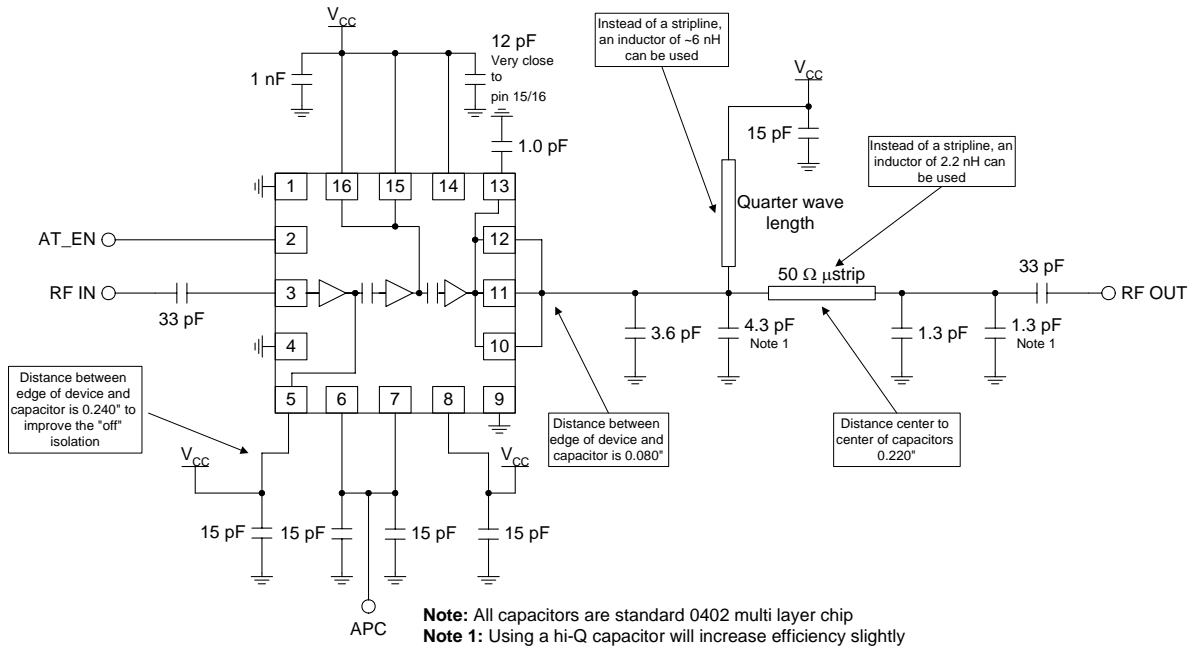 V_CC
1 nF
12 pF
Very close
to
pin 15/16
1.0 pF
Instead of a stripline,
an inductor of ~6 nH
can be used
V_CC
15 pF
Instead of a stripline, an
inductor of 2.2 nH can
be used
1
16
15
14
13
Quarter wave
length
AT_EN
2
12
RF IN
33 pF
3
11
50 Ω μstrip
33 pF
RF OUT
3.6 pF
4.3 pF
Note 1
1.3 pF
1.3 pF
Note 1
4
10
Distance between
edge of device and
capacitor is 0.240" to
improve the "off"
isolation
5
6
7
8
9
Distance between
edge of device and
capacitor is 0.080"
Distance center to
center of capacitors
0.220"
V_CC
V_CC
15 pF
15 pF
15 pF
15 pF
APC
Note: All capacitors are standard 0402 multi layer chip
Note 1: Using a hi-Q capacitor will increase efficiency slightly